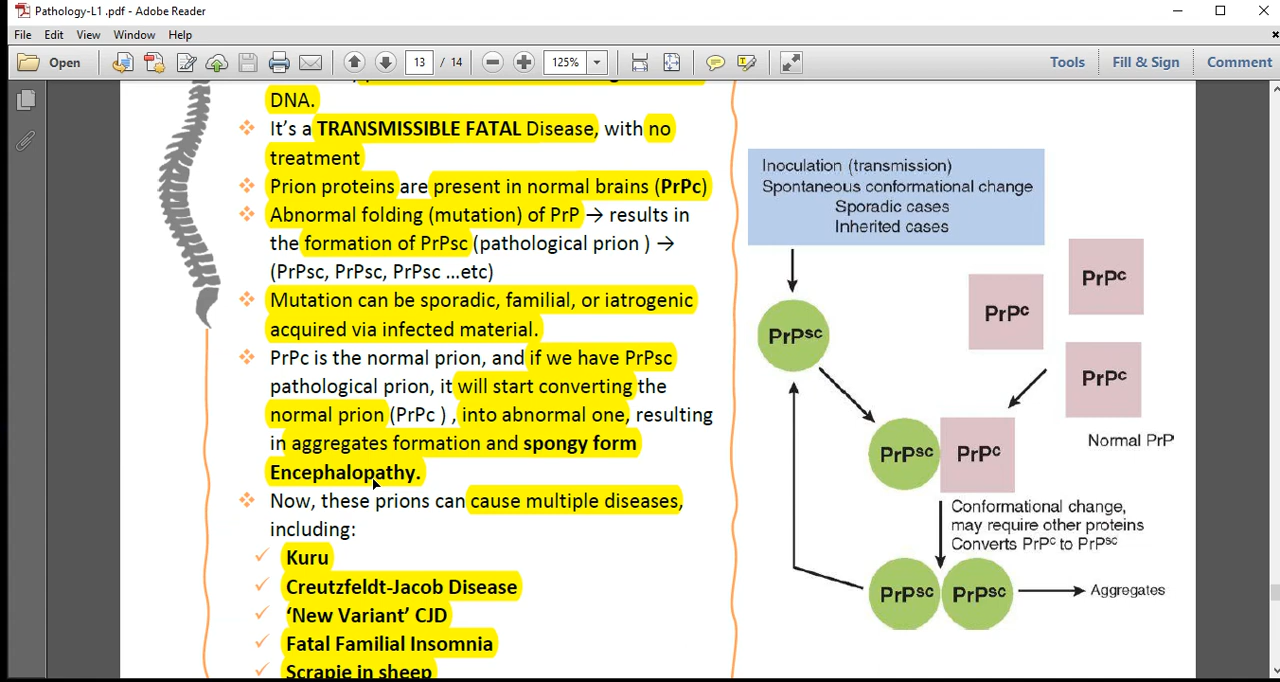 Pathology-L1 .pdf - Adobe Reader
File Edit View Window Help
Open 13 / 14 125% Tools Fill & Sign Comment
DNA.
It's a TRANSMISSIBLE FATAL Disease, with no
treatment
Prion proteins are present in normal brains (PrPc)
Abnormal folding (mutation) of PrP → results in
the formation of PrPsc (pathological prion ) →
(PrPsc, PrPsc, PrPsc ...etc)
Mutation can be sporadic, familial, or iatrogenic
acquired via infected material.
PrPc is the normal prion, and if we have PrPsc
pathological prion, it will start converting the
normal prion (PrPc ) , into abnormal one, resulting
in aggregates formation and spongy form
Encephalopathy.
Now, these prions can cause multiple diseases,
including:
Kuru
Creutzfeldt-Jacob Disease
'New Variant' CJD
Fatal Familial Insomnia
Scrapie in sheep
Inoculation (transmission)
Spontaneous conformational change
Sporadic cases
Inherited cases
PrPᶜ
PrPᶜ
PrPˢᶜ
PrPᶜ
Normal PrP
PrPˢᶜ PrPᶜ
Conformational change,
may require other proteins
Converts PrPᶜ to PrPˢᶜ
PrPˢᶜ PrPˢᶜ Aggregates